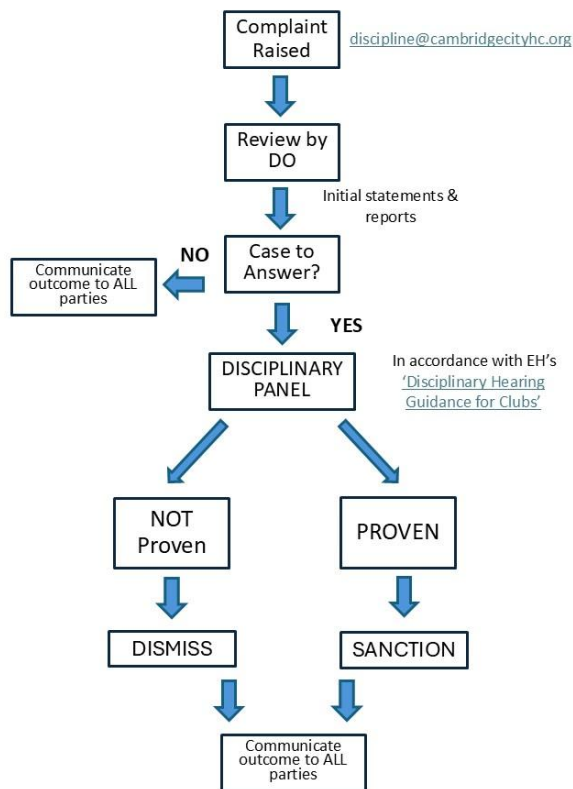 Complaint
Raised
discipline@cambridgecityhc.org
Review by
DO
Initial statements &
reports
NO
Case to
Answer?
Communicate
outcome to ALL
parties
YES
DISCIPLINARY
PANEL
In accordance with EH's
'Disciplinary Hearing
Guidance for Clubs'
NOT
Proven
PROVEN
DISMISS
SANCTION
Communicate
outcome to ALL
parties